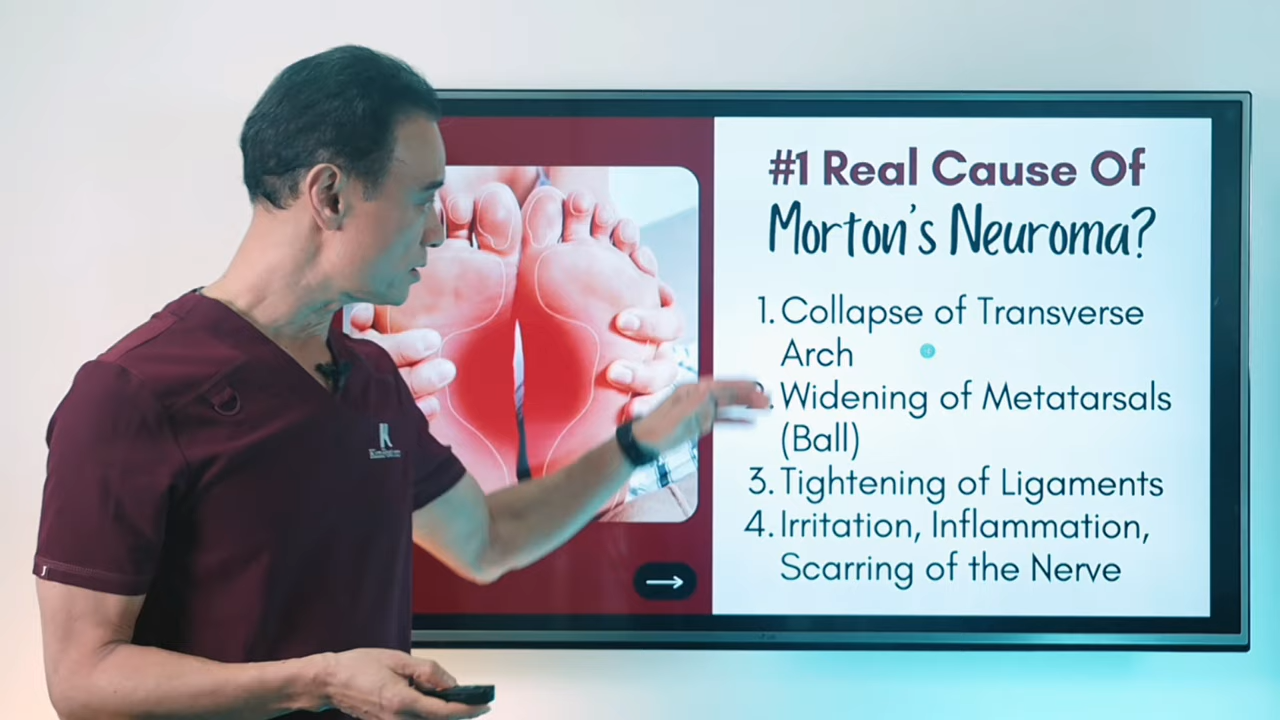 #1 Real Cause Of
Morton's Neuroma?
1. Collapse of Transverse
Arch
2. Widening of Metatarsals
(Ball)
3. Tightening of Ligaments
4. Irritation, Inflammation,
Scarring of the Nerve
K